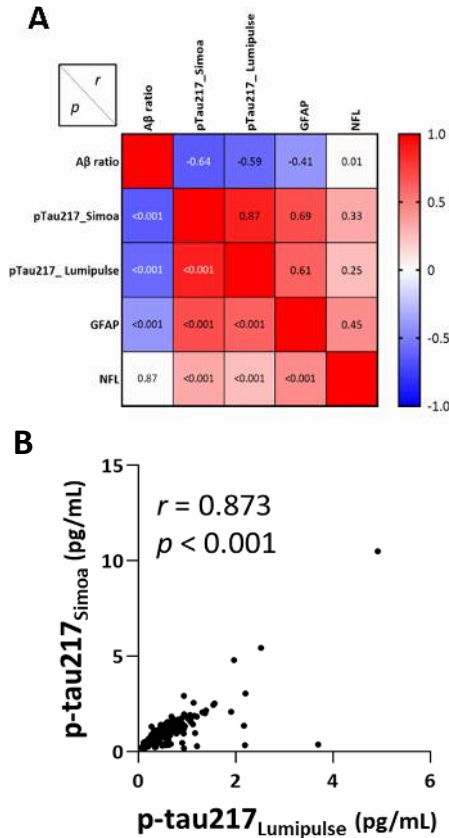 A
r
p
Aβ ratio
pTau217_Simoa
pTau217_ Lumipulse
GFAP
NFL
Aβ ratio -0.64 -0.59 -0.41 0.01
pTau217_Simoa <0.001 0.87 0.69 0.33
pTau217_ Lumipulse <0.001 <0.001 0.61 0.25
GFAP <0.001 <0.001 <0.001 0.45
NFL 0.87 <0.001 <0.001 <0.001
1.0
0.5
0
-0.5
-1.0
B
15
r = 0.873
p < 0.001
10
5
0
p-tau217Simoa (pg/mL)
0 2 4 6
p-tau217Lumipulse (pg/mL)